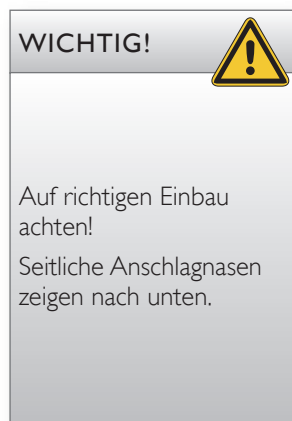 WICHTIG!
Auf richtigen Einbau
achten!
Seitliche Anschlagnasen
zeigen nach unten.